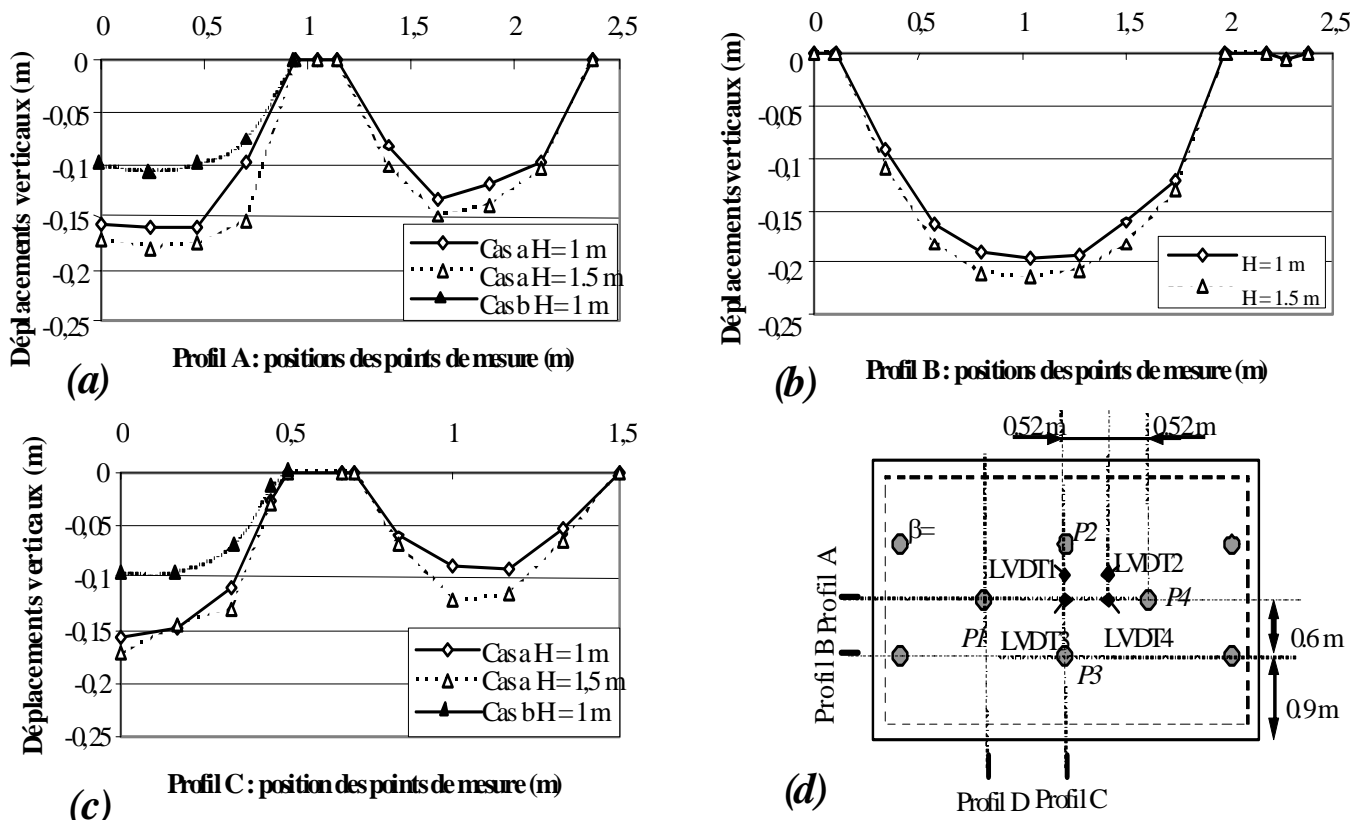 0 0,5 1 1,5 2 2,5
0
-0,05
-0,1
-0,15
-0,2
-0,25
Déplacements verticaux (m)
Cas a H = 1 m
Cas a H = 1.5 m
Cas b H = 1 m
Profil A : positions des points de mesure (m)
(a)
0 0,5 1 1,5 2 2,5
0
-0,05
-0,1
-0,15
-0,2
-0,25
Déplacements verticaux (m)
H = 1 m
H = 1.5 m
Profil B : positions des points de mesure (m)
(b)
0 0,5 1 1,5
0
-0,05
-0,1
-0,15
-0,2
-0,25
Déplacements verticaux (m)
Cas a H = 1 m
Cas a H = 1,5 m
Cas b H = 1 m
Profil C : position des points de mesure (m)
(c)
0.52 m 0.52 m
β=
P2
LVDT1 LVDT2
P4
P1 LVDT3 LVDT4
P3
0.6 m
0.9 m
Profil B Profil A
Profil D Profil C
(d)